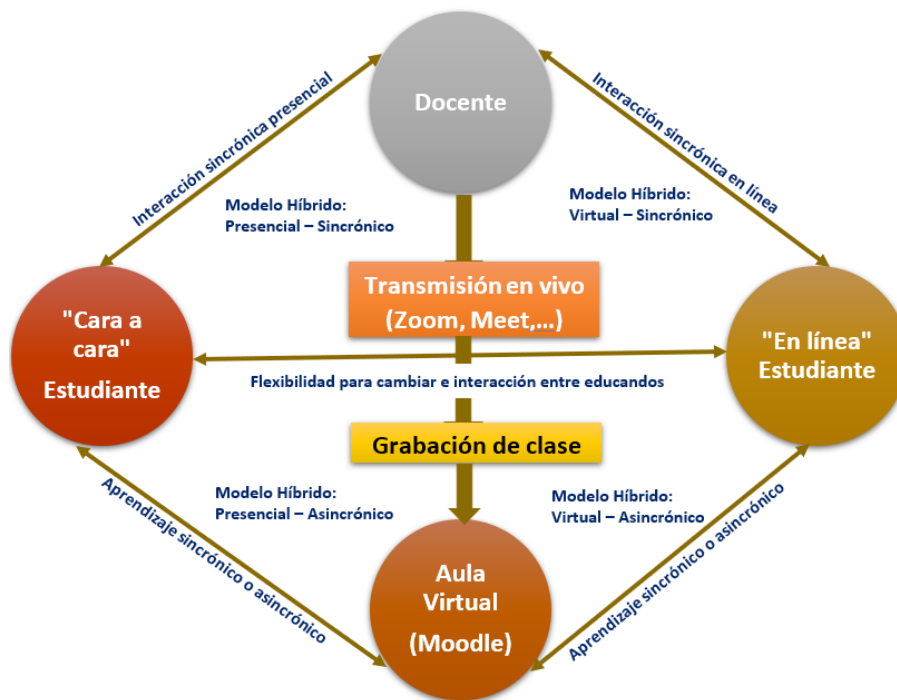 Docente
Interacción sincrónica presencial
Interacción sincrónica en línea
Modelo Híbrido:
Presencial – Sincrónico
Modelo Híbrido:
Virtual – Sincrónico
Transmisión en vivo
(Zoom, Meet,...)
"Cara a
cara"
Estudiante
"En línea"
Estudiante
Flexibilidad para cambiar e interacción entre educandos
Grabación de clase
Modelo Híbrido:
Presencial – Asincrónico
Modelo Híbrido:
Virtual – Asincrónico
Aprendizaje sincrónico o asincrónico
Aprendizaje sincrónico o asincrónico
Aula
Virtual
(Moodle)